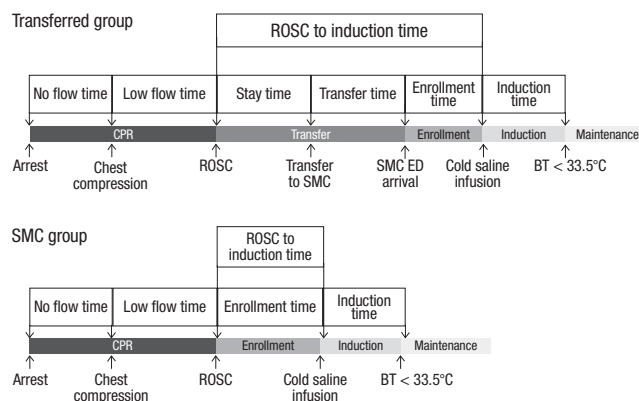 Transferred group
ROSC to induction time
No flow time Low flow time Stay time Transfer time Enrollment time Induction time
CPR Transfer Enrollment Induction Maintenance
Arrest Chest compression ROSC Transfer to SMC SMC ED arrival Cold saline infusion BT < 33.5°C
SMC group
ROSC to
induction time
No flow time Low flow time Enrollment time Induction time
CPR Enrollment Induction Maintenance
Arrest Chest compression ROSC Cold saline infusion BT < 33.5°C